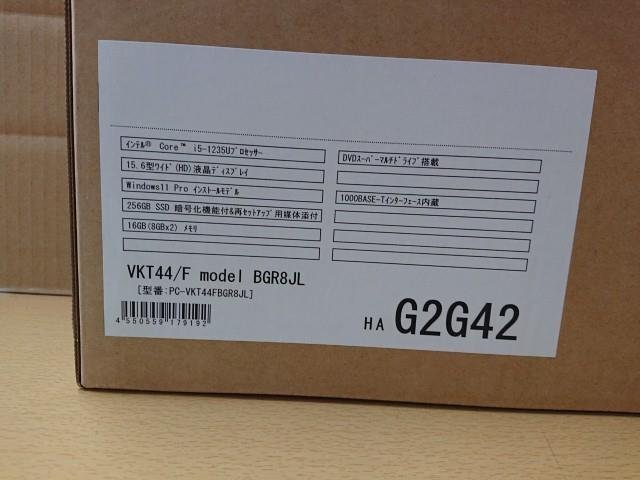 インテル® Core™ i5-1235Uプロセッサー
15.6型ワイド(HD)液晶ディスプレイ
Windows11 Pro インストールモデル
256GB SSD 暗号化機能付&再セットアップ用媒体添付
16GB(8GBx2) メモリ
DVDスーパーマルチドライブ搭載
1000BASE-Tインターフェース内蔵
VKT44/F model BGR8JL
[型番:PC-VKT44FBGR8JL]
4 550559 179192
HA G2G42